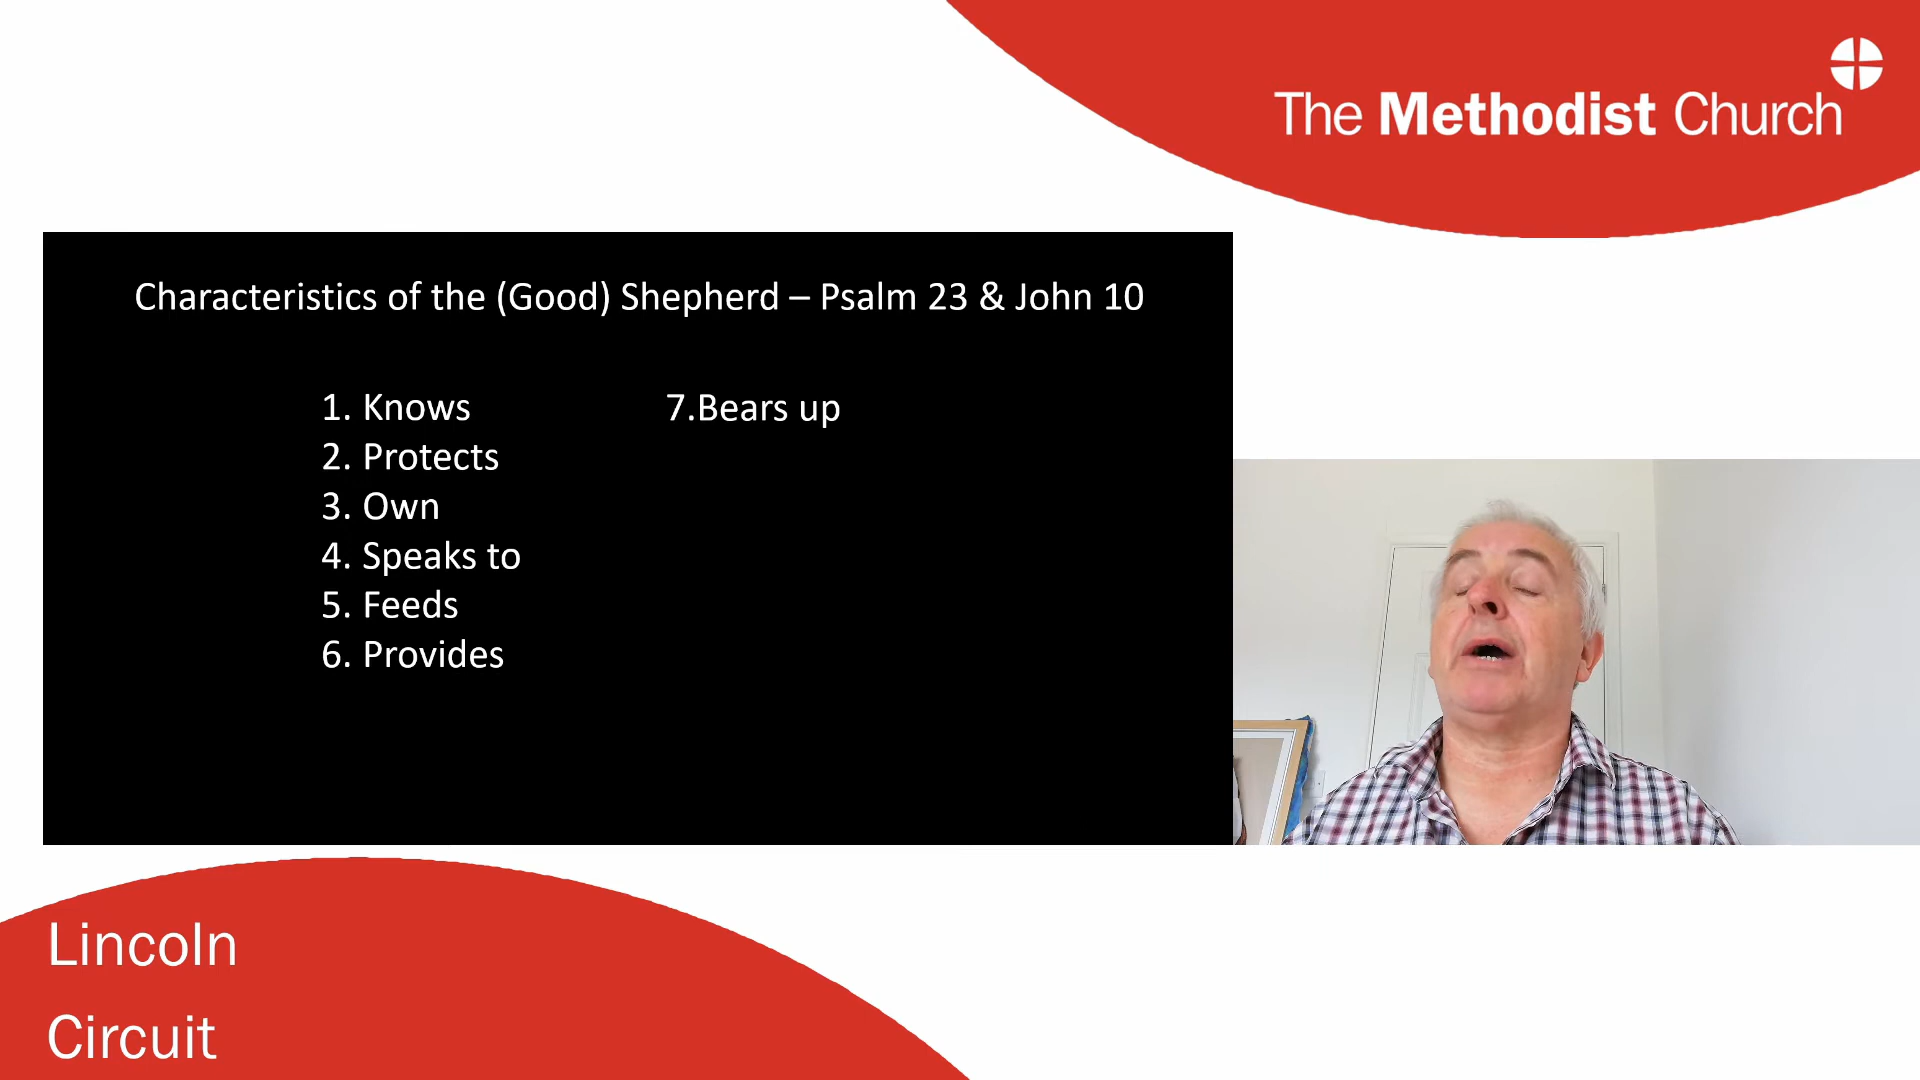 The Methodist Church
Characteristics of the (Good) Shepherd – Psalm 23 & John 10
1. Knows
2. Protects
3. Own
4. Speaks to
5. Feeds
6. Provides
7.Bears up
Lincoln
Circuit